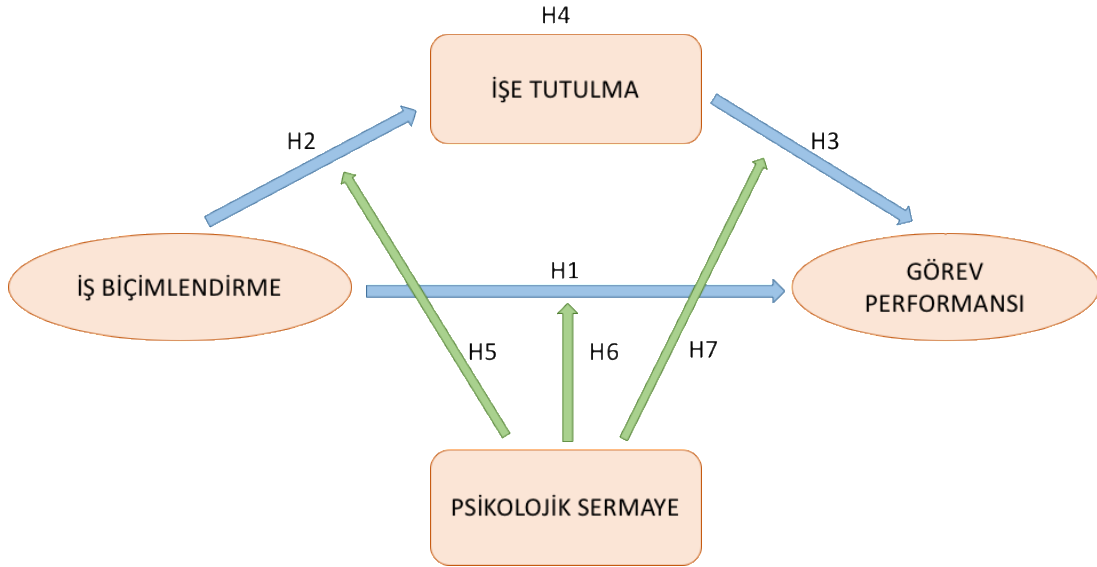 H4
İŞE TUTULMA
H2
H3
İŞ BİÇİMLENDİRME
H1
GÖREV
PERFORMANSI
H5
H6
H7
PSİKOLOJİK SERMAYE